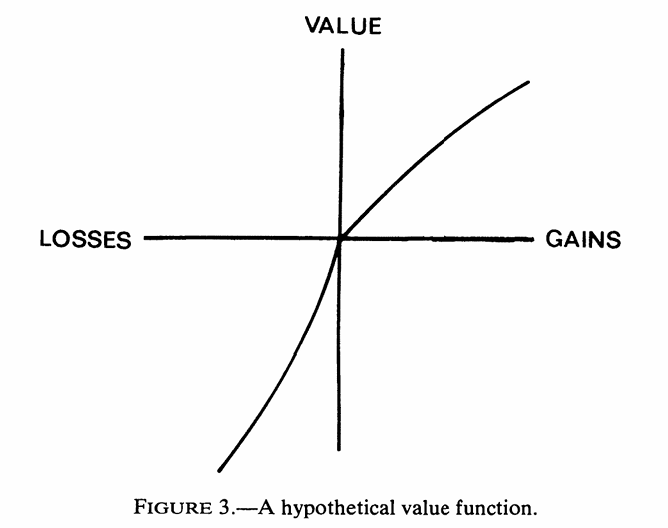 VALUE
LOSSES
GAINS
FIGURE 3.—A hypothetical value function.